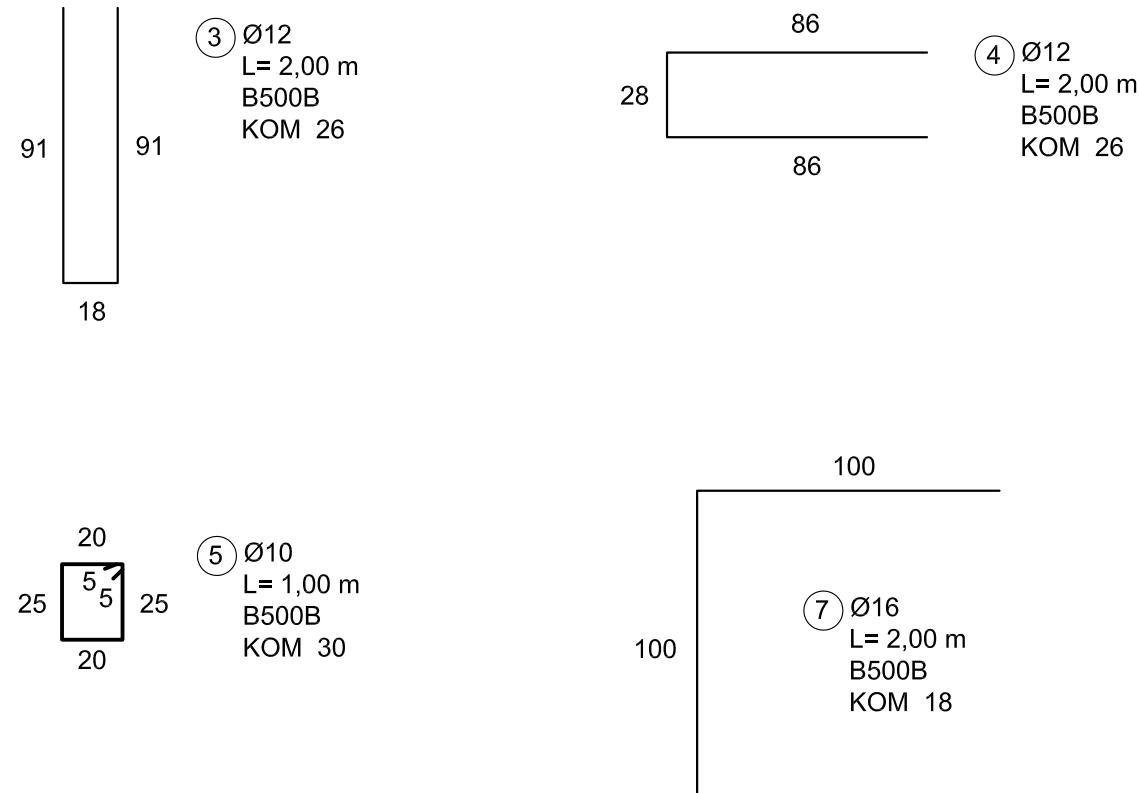 3 Ø12
L= 2,00 m
B500B
KOM 26
91
91
18
86
28
86
4 Ø12
L= 2,00 m
B500B
KOM 26
20
5
5
25
25
20
5 Ø10
L= 1,00 m
B500B
KOM 30
100
100
7 Ø16
L= 2,00 m
B500B
KOM 18